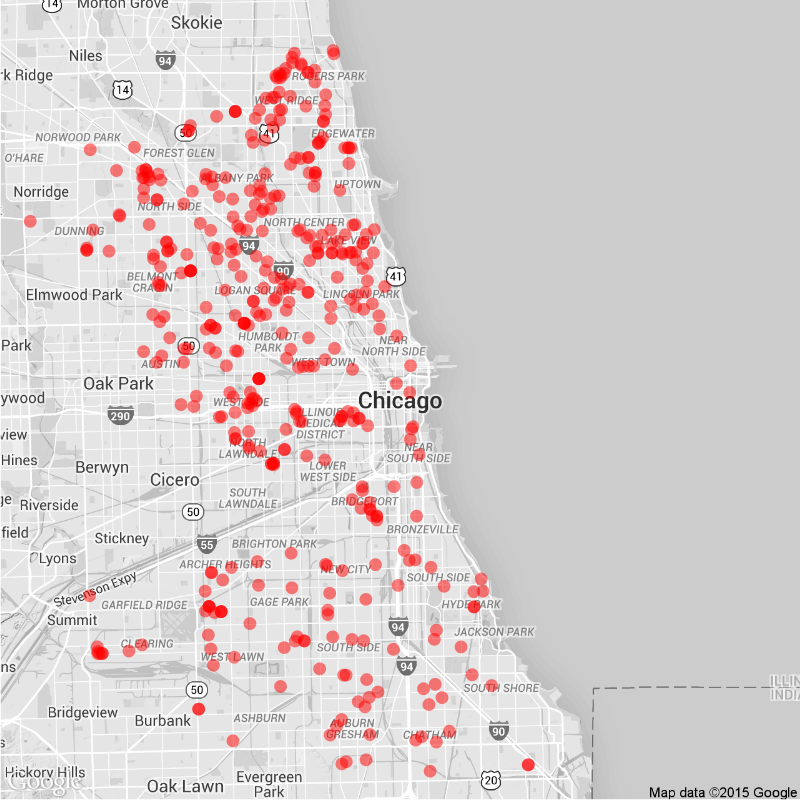 14
Morton Grove
Skokie
Niles
94
rk Ridge
ROGERS PARK
14
WEST RIDGE
NORWOOD PARK
50
41
EDGEWATER
O'HARE
FOREST GLEN
ALBANY PARK
UPTOWN
Norridge
NORTH SIDE
NORTH CENTER
DUNNING
94
LAKE VIEW
90
41
BELMONT
CRAGIN
LOGAN SQUARE
LINCOLN PARK
Elmwood Park
HUMBOLDT
PARK
NEAR
NORTH SIDE
Park
50
AUSTIN
WEST TOWN
Oak Park
ywood
WEST SIDE
Chicago
290
ILLINOIS
MEDICAL
DISTRICT
view
NORTH
LAWNDALE
NEAR
SOUTH SIDE
Hines
Berwyn
LOWER
WEST SIDE
Cicero
SOUTH
LAWNDALE
ge
Riverside
50
BRIDGEPORT
field
Stickney
BRONZEVILLE
55
BRIGHTON PARK
Lyons
ARCHER HEIGHTS
NEW CITY
SOUTH SIDE
Stevenson Expy
GARFIELD RIDGE
GAGE PARK
HYDE PARK
Summit
94
JACKSON PARK
CLEARING
SOUTH SIDE
WEST LAWN
94
ns
50
SOUTH SHORE
ILLIN
INDIA
Bridgeview
Burbank
ASHBURN
AUBURN
GRESHAM
CHATHAM
90
Hickory Hills
Google
Oak Lawn
Evergreen
Park
20
Map data ©2015 Google